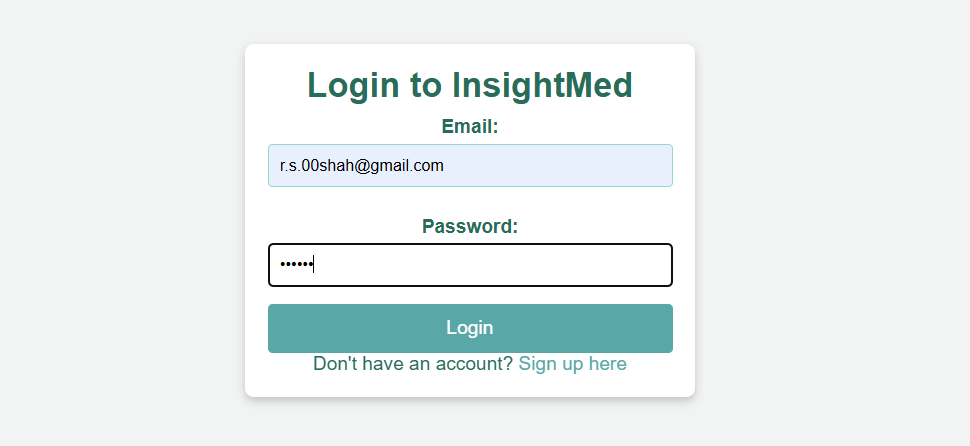 Login to InsightMed
Email:
r.s.00shah@gmail.com
Password:
••••••
Login
Don't have an account? Sign up here